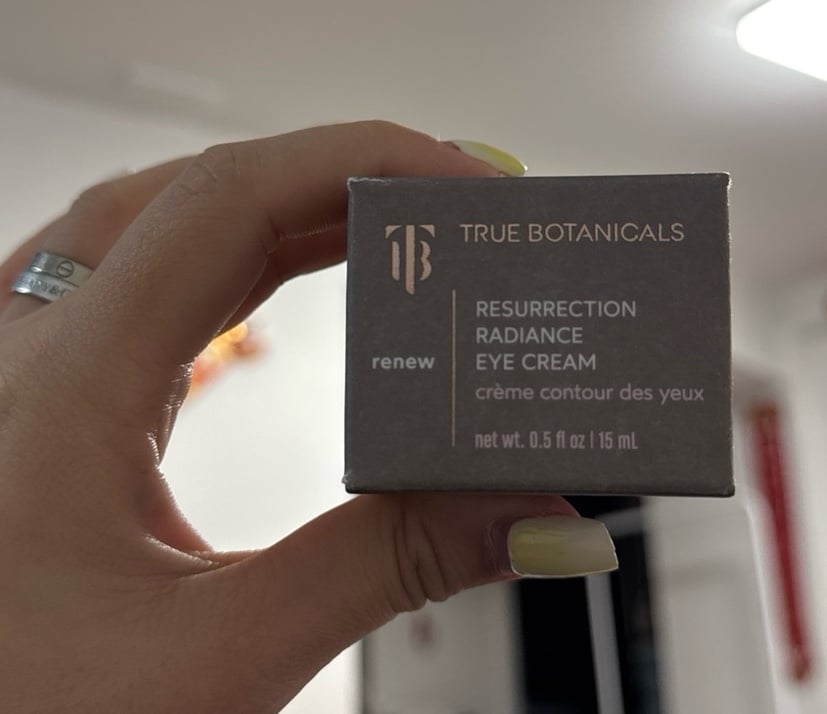 TB
TRUE BOTANICALS
renew
RESURRECTION
RADIANCE
EYE CREAM
crème contour des yeux
net wt. 0.5 fl oz | 15 mL